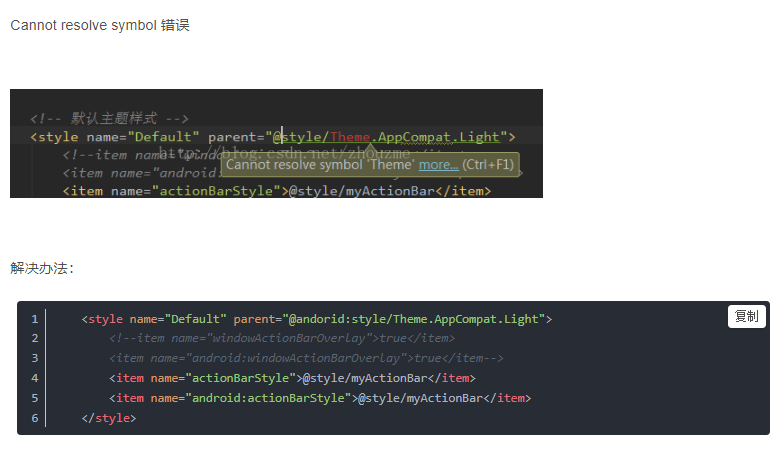 Cannot resolve symbol 错误
<!-- 默认主题样式 -->
<style name="Default" parent="@style/Theme.AppCompat.Light">
<!--item name="windo
http://blog.csdn.net/zhouzme
<item name="android:
Cannot resolve symbol 'Theme' more... (Ctrl+F1)
<item name="actionBarStyle">@style/myActionBar</item>
解决办法：
复制
1 <style name="Default" parent="@andorid:style/Theme.AppCompat.Light">
2 <!--item name="windowActionBarOverlay">true</item>
3 <item name="android:windowActionBarOverlay">true</item-->
4 <item name="actionBarStyle">@style/myActionBar</item>
5 <item name="android:actionBarStyle">@style/myActionBar</item>
6 </style>